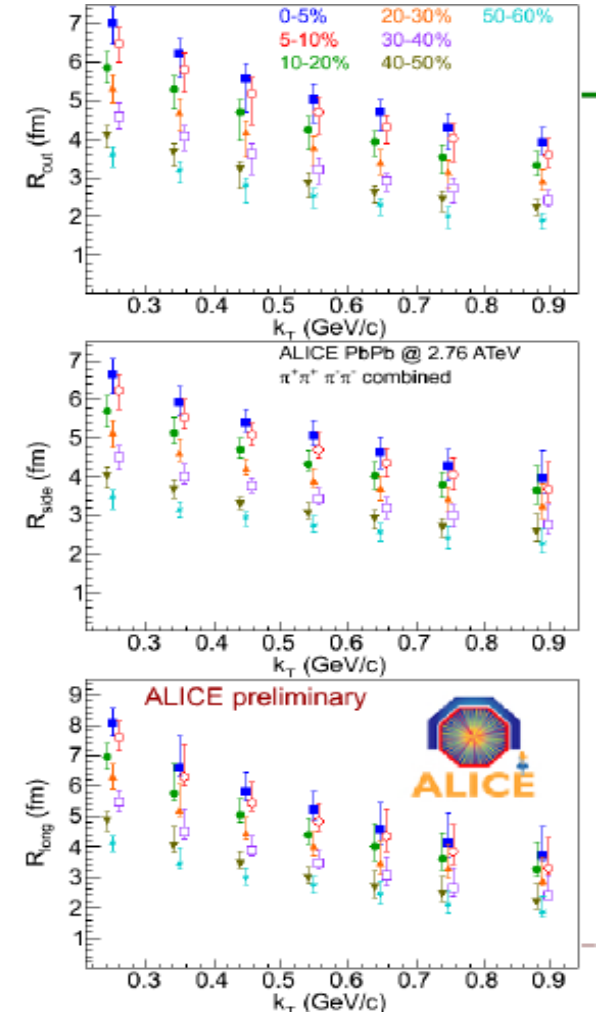 7
6
5
4
3
2
1
R_out (fm)
0-5% 20-30% 50-60%
5-10% 30-40%
10-20% 40-50%
0.3 0.4 0.5 0.6 0.7 0.8 0.9
k_T (GeV/c)
7
6
5
4
3
2
1
R_side (fm)
ALICE PbPb @ 2.76 ATeV
π⁺π⁺ π⁻π⁻ combined
0.3 0.4 0.5 0.6 0.7 0.8 0.9
k_T (GeV/c)
9
8
7
6
5
4
3
2
1
R_long (fm)
ALICE preliminary
ALICE
0.3 0.4 0.5 0.6 0.7 0.8 0.9
k_T (GeV/c)